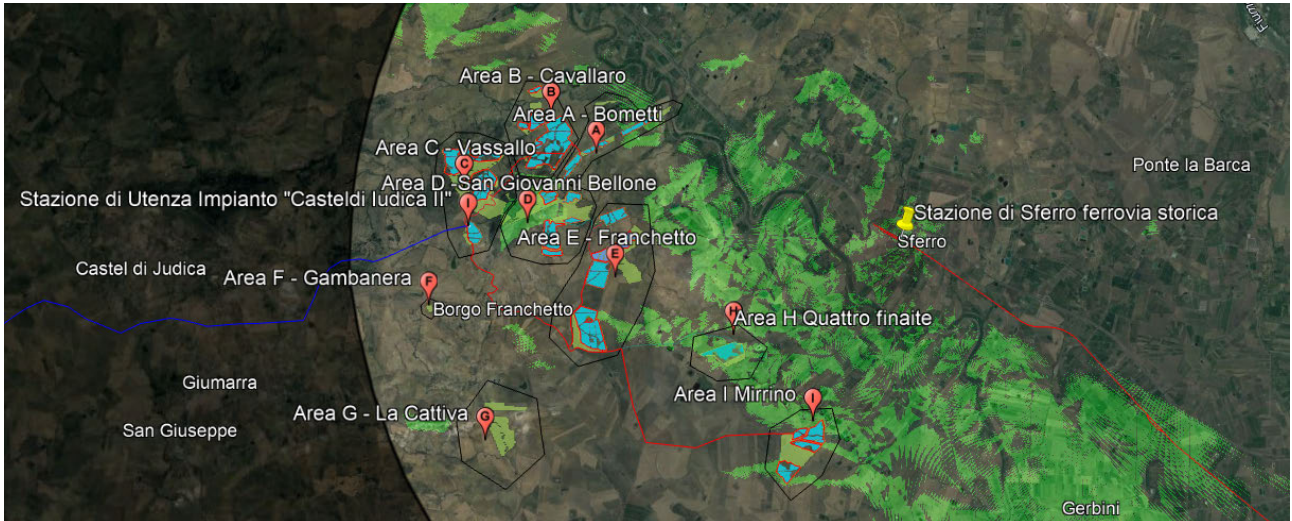 Fium
Area B - Cavallaro
B
Area A - Bometti
A
Area C - Vassallo
C
Ponte la Barca
Area D -San Giovanni Bellone
Stazione di Utenza Impianto "Casteldi Iudica II"
I
D
Stazione di Sferro ferrovia storica
Sferro
Area E - Franchetto
E
Castel di Judica
Area F - Gambanera
F
Borgo Franchetto
H
Area H Quattro finaite
Giumarra
Area I Mirrino
I
Area G - La Cattiva
G
San Giuseppe
Gerbini